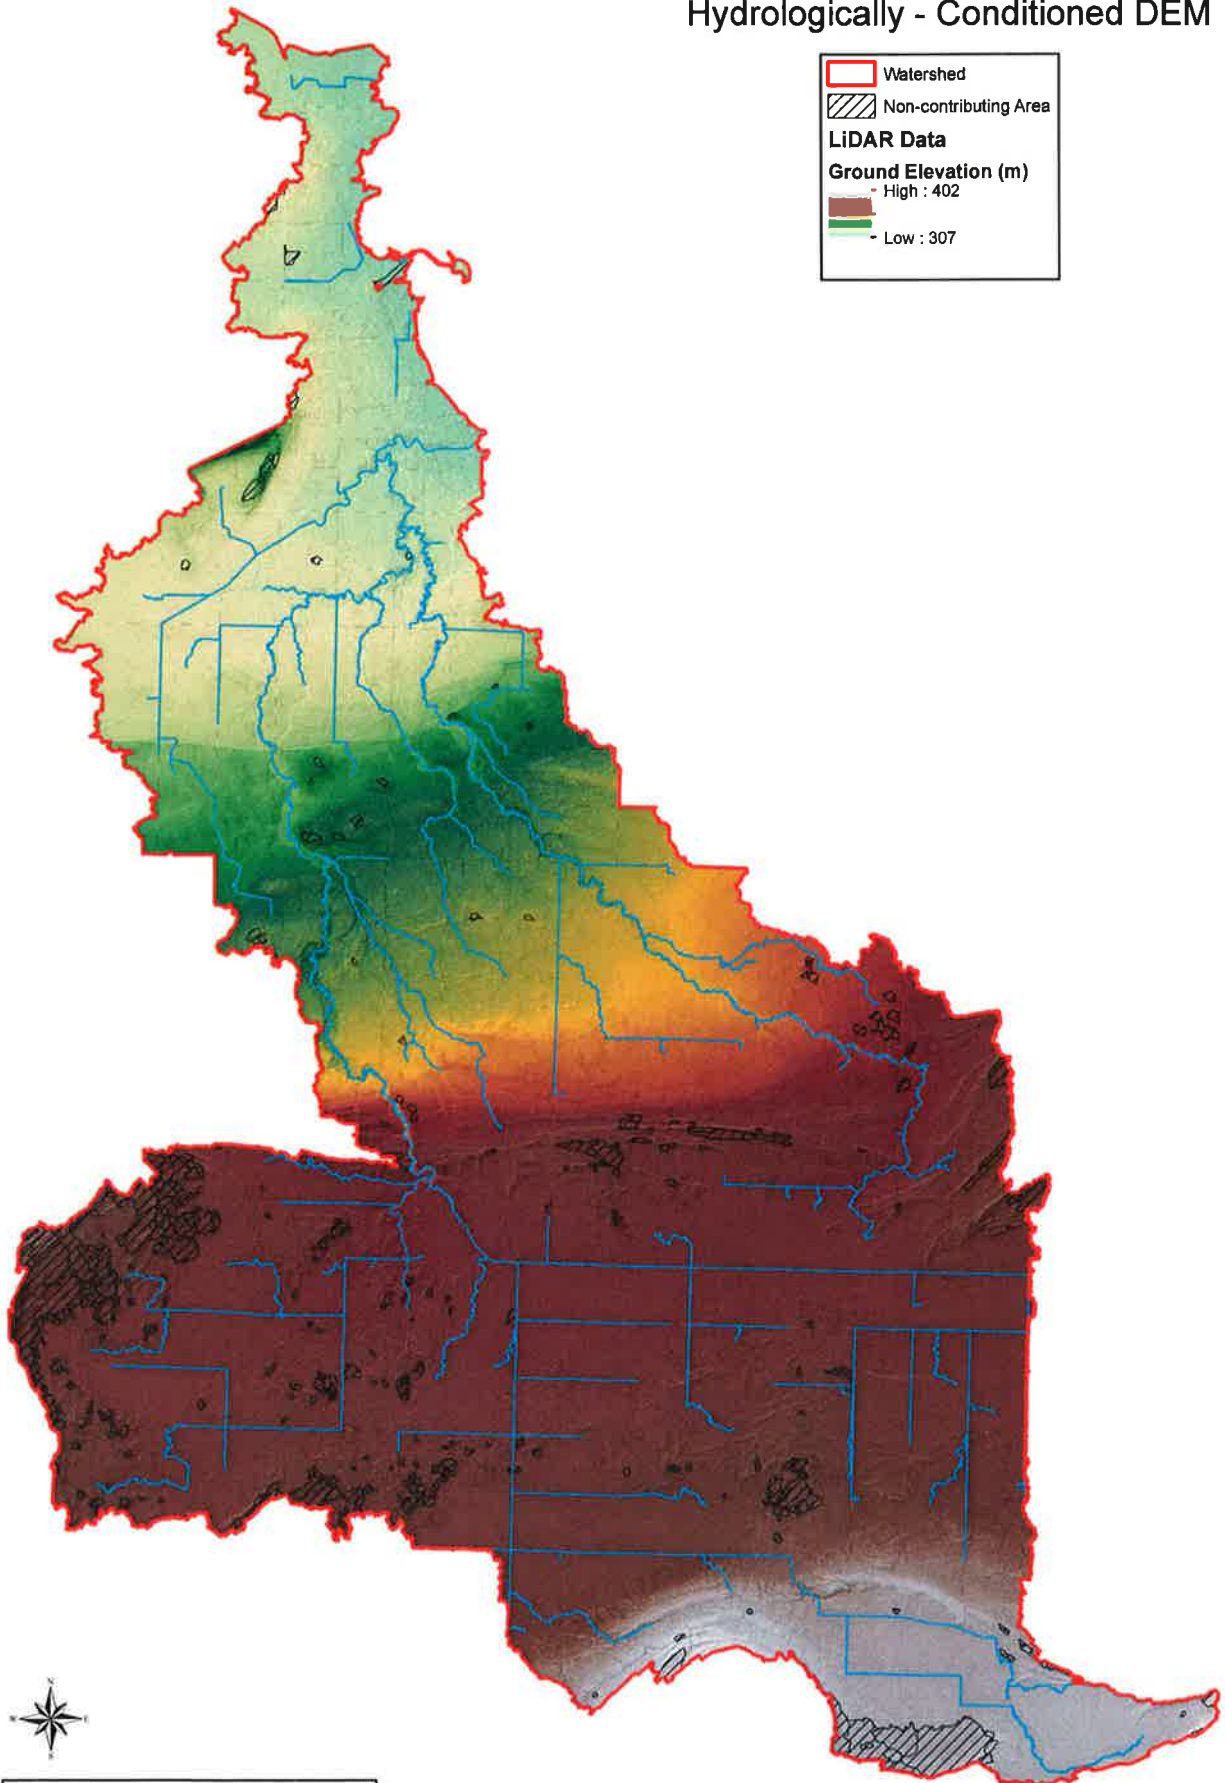 Hydrologically - Conditioned DEM
Watershed
Non-contributing Area
LiDAR Data
Ground Elevation (m)
High : 402
Low : 307
N
W E
S